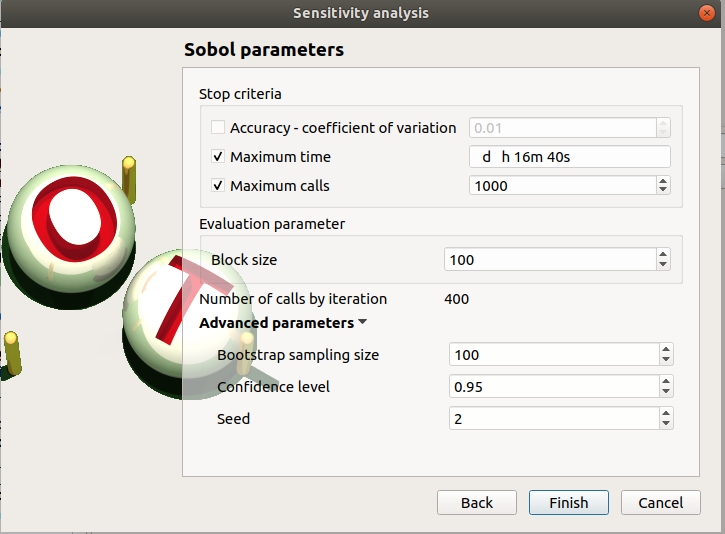 Sensitivity analysis
Sobol parameters
Stop criteria
Accuracy - coefficient of variation 0.01
Maximum time d h 16m 40s
Maximum calls 1000
Evaluation parameter
Block size 100
Number of calls by iteration 400
Advanced parameters
Bootstrap sampling size 100
Confidence level 0.95
Seed 2
Back Finish Cancel
O
T